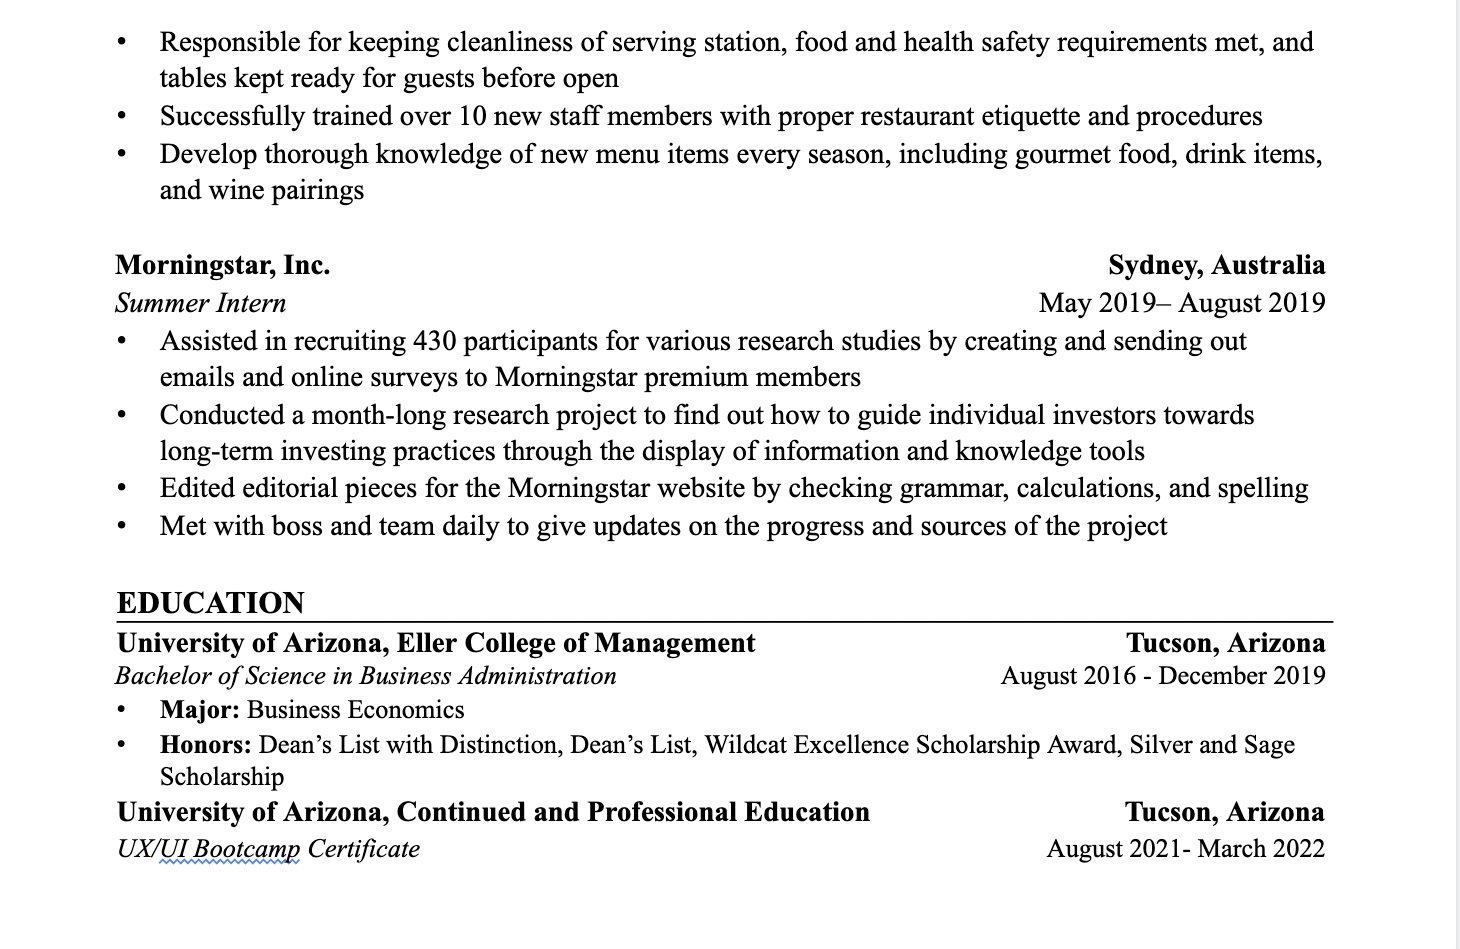 • Responsible for keeping cleanliness of serving station, food and health safety requirements met, and
tables kept ready for guests before open
• Successfully trained over 10 new staff members with proper restaurant etiquette and procedures
• Develop thorough knowledge of new menu items every season, including gourmet food, drink items,
and wine pairings
Morningstar, Inc. Sydney, Australia
Summer Intern May 2019– August 2019
• Assisted in recruiting 430 participants for various research studies by creating and sending out
emails and online surveys to Morningstar premium members
• Conducted a month-long research project to find out how to guide individual investors towards
long-term investing practices through the display of information and knowledge tools
• Edited editorial pieces for the Morningstar website by checking grammar, calculations, and spelling
• Met with boss and team daily to give updates on the progress and sources of the project
EDUCATION
University of Arizona, Eller College of Management Tucson, Arizona
Bachelor of Science in Business Administration August 2016 - December 2019
• Major: Business Economics
• Honors: Dean’s List with Distinction, Dean’s List, Wildcat Excellence Scholarship Award, Silver and Sage
Scholarship
University of Arizona, Continued and Professional Education Tucson, Arizona
UX/UI Bootcamp Certificate August 2021- March 2022